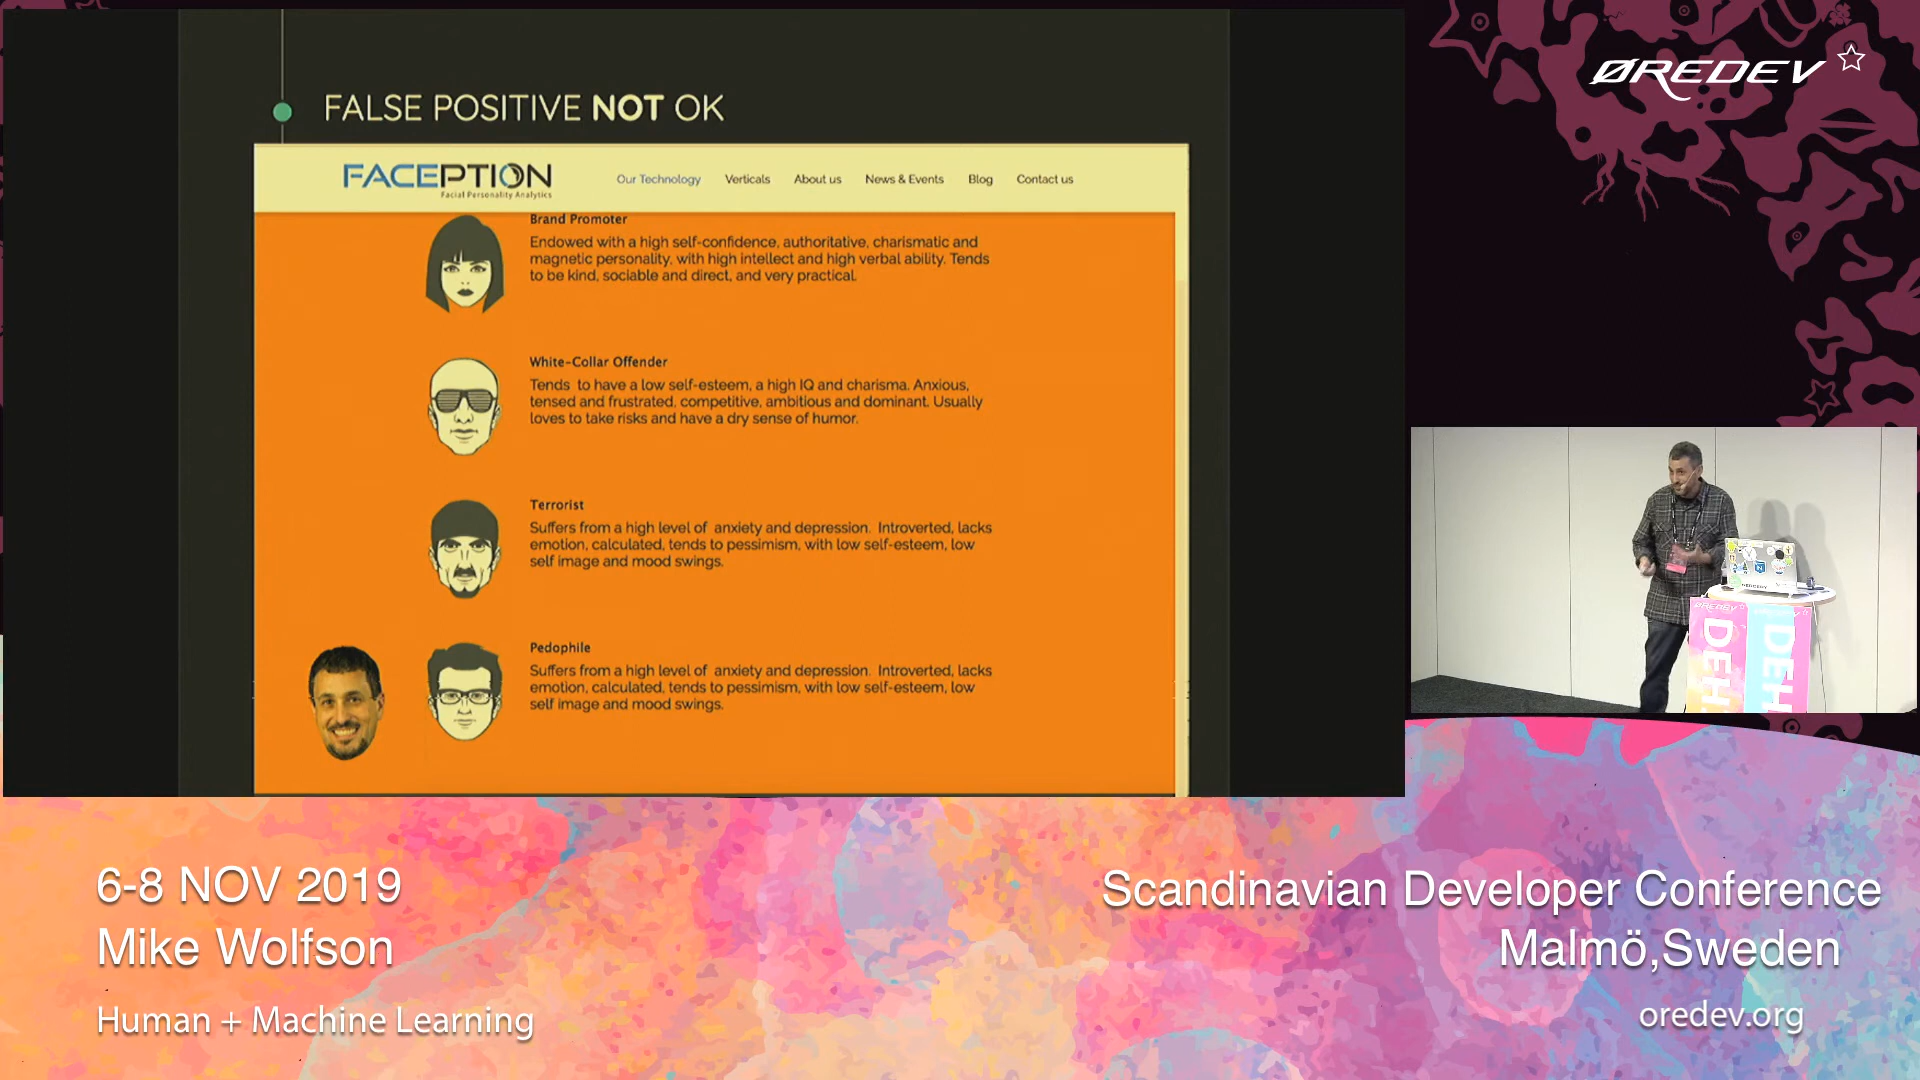 FALSE POSITIVE NOT OK
FACEPTION
Facial Personality Analytics
Our Technology Verticals About us News & Events Blog Contact us
Brand Promoter
Endowed with a high self-confidence, authoritative, charismatic and
magnetic personality, with high intellect and high verbal ability. Tends
to be kind, sociable and direct, and very practical.
White-Collar Offender
Tends to have a low self-esteem, a high IQ and charisma. Anxious,
tensed and frustrated, competitive, ambitious and dominant. Usually
loves to take risks and have a dry sense of humor.
Terrorist
Suffers from a high level of anxiety and depression. Introverted, lacks
emotion, calculated, tends to pessimism, with low self-esteem, low
self image and mood swings.
Pedophile
Suffers from a high level of anxiety and depression. Introverted, lacks
emotion, calculated, tends to pessimism, with low self-esteem, low
self image and mood swings.
ØREDEV
ØREDEV
DEH
DEH
6-8 NOV 2019
Mike Wolfson
Human + Machine Learning
Scandinavian Developer Conference
Malmö,Sweden
oredev.org